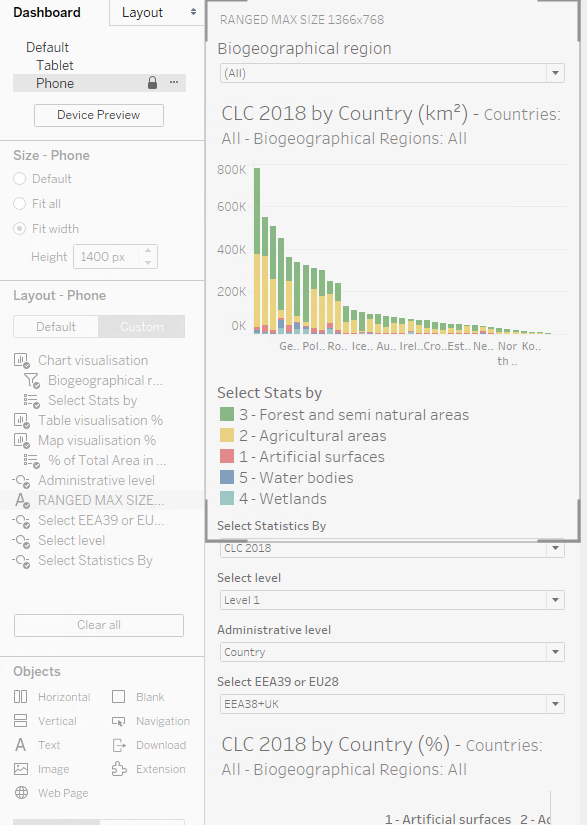 Dashboard
Layout
Default
Tablet
Phone
Device Preview
Size - Phone
Default
Fit all
Fit width
Height
1400 px
Layout - Phone
Default
Custom
Chart visualisation
Biogeographical r...
Select Stats by
Table visualisation %
Map visualisation %
% of Total Area in ...
Administrative level
RANGED MAX SIZE...
Select EEA39 or EU...
Select level
Select Statistics By
Clear all
Objects
Horizontal
Blank
Vertical
Navigation
Text
Download
Image
Extension
Web Page
RANGED MAX SIZE 1366x768
Biogeographical region
(All)
CLC 2018 by Country (km²) - Countries:
All - Biogeographical Regions: All
800K
600K
400K
200K
0K
Ge.. Pol.. Ro.. Ice.. Au.. Irel.. Cro.. Est.. Ne.. Nor Ko..
th ..
Select Stats by
3 - Forest and semi natural areas
2 - Agricultural areas
1 - Artificial surfaces
5 - Water bodies
4 - Wetlands
Select Statistics By
CLC 2018
Select level
Level 1
Administrative level
Country
Select EEA39 or EU28
EEA38+UK
CLC 2018 by Country (%) - Countries:
All - Biogeographical Regions: All
1 - Artificial surfaces 2 - Ag